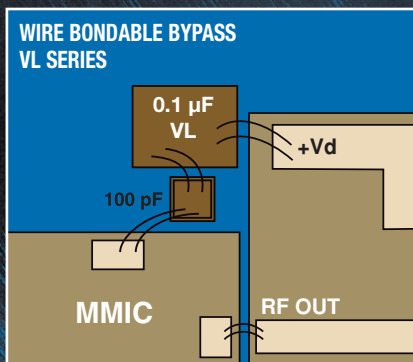 WIRE BONDABLE BYPASS
VL SERIES
0.1 µF
VL
+Vd
100 pF
MMIC
RF OUT